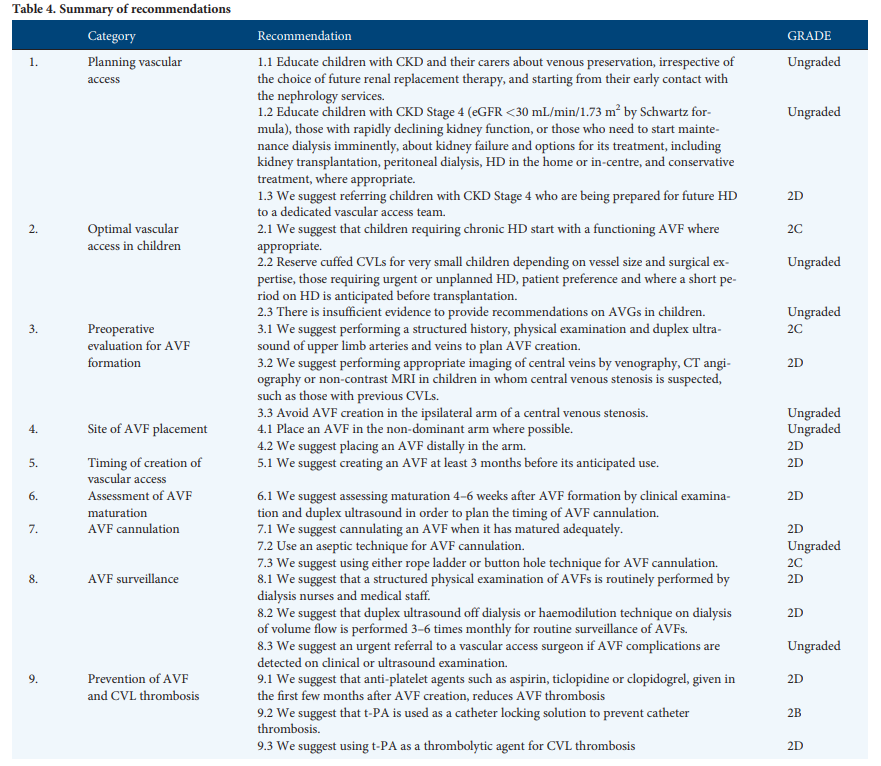 Table 4. Summary of recommendations
Category Recommendation GRADE
1. Planning vascular access 1.1 Educate children with CKD and their carers about venous preservation, irrespective of Ungraded
the choice of future renal replacement therapy, and starting from their early contact with
the nephrology services.
1.2 Educate children with CKD Stage 4 (eGFR <30 mL/min/1.73 m² by Schwartz for- Ungraded
mula), those with rapidly declining kidney function, or those who need to start mainte-
nance dialysis imminently, about kidney failure and options for its treatment, including
kidney transplantation, peritoneal dialysis, HD in the home or in-centre, and conservative
treatment, where appropriate.
1.3 We suggest referring children with CKD Stage 4 who are being prepared for future HD 2D
to a dedicated vascular access team.
2. Optimal vascular access in children 2.1 We suggest that children requiring chronic HD start with a functioning AVF where 2C
appropriate.
2.2 Reserve cuffed CVLs for very small children depending on vessel size and surgical ex- Ungraded
pertise, those requiring urgent or unplanned HD, patient preference and where a short pe-
riod on HD is anticipated before transplantation.
2.3 There is insufficient evidence to provide recommendations on AVGs in children. Ungraded
3. Preoperative evaluation for AVF formation 3.1 We suggest performing a structured history, physical examination and duplex ultra- 2C
sound of upper limb arteries and veins to plan AVF creation.
3.2 We suggest performing appropriate imaging of central veins by venography, CT angi- 2D
ography or non-contrast MRI in children in whom central venous stenosis is suspected,
such as those with previous CVLs.
3.3 Avoid AVF creation in the ipsilateral arm of a central venous stenosis. Ungraded
4. Site of AVF placement 4.1 Place an AVF in the non-dominant arm where possible. Ungraded
4.2 We suggest placing an AVF distally in the arm. 2D
5. Timing of creation of vascular access 5.1 We suggest creating an AVF at least 3 months before its anticipated use. 2D
6. Assessment of AVF maturation 6.1 We suggest assessing maturation 4–6 weeks after AVF formation by clinical examina- 2D
tion and duplex ultrasound in order to plan the timing of AVF cannulation.
7. AVF cannulation 7.1 We suggest cannulating an AVF when it has matured adequately. 2D
7.2 Use an aseptic technique for AVF cannulation. Ungraded
7.3 We suggest using either rope ladder or button hole technique for AVF cannulation. 2C
8. AVF surveillance 8.1 We suggest that a structured physical examination of AVFs is routinely performed by 2D
dialysis nurses and medical staff.
8.2 We suggest that duplex ultrasound off dialysis or haemodilution technique on dialysis 2D
of volume flow is performed 3–6 times monthly for routine surveillance of AVFs.
8.3 We suggest an urgent referral to a vascular access surgeon if AVF complications are Ungraded
detected on clinical or ultrasound examination.
9. Prevention of AVF and CVL thrombosis 9.1 We suggest that anti-platelet agents such as aspirin, ticlopidine or clopidogrel, given in 2D
the first few months after AVF creation, reduces AVF thrombosis
9.2 We suggest that t-PA is used as a catheter locking solution to prevent catheter 2B
thrombosis.
9.3 We suggest using t-PA as a thrombolytic agent for CVL thrombosis 2D